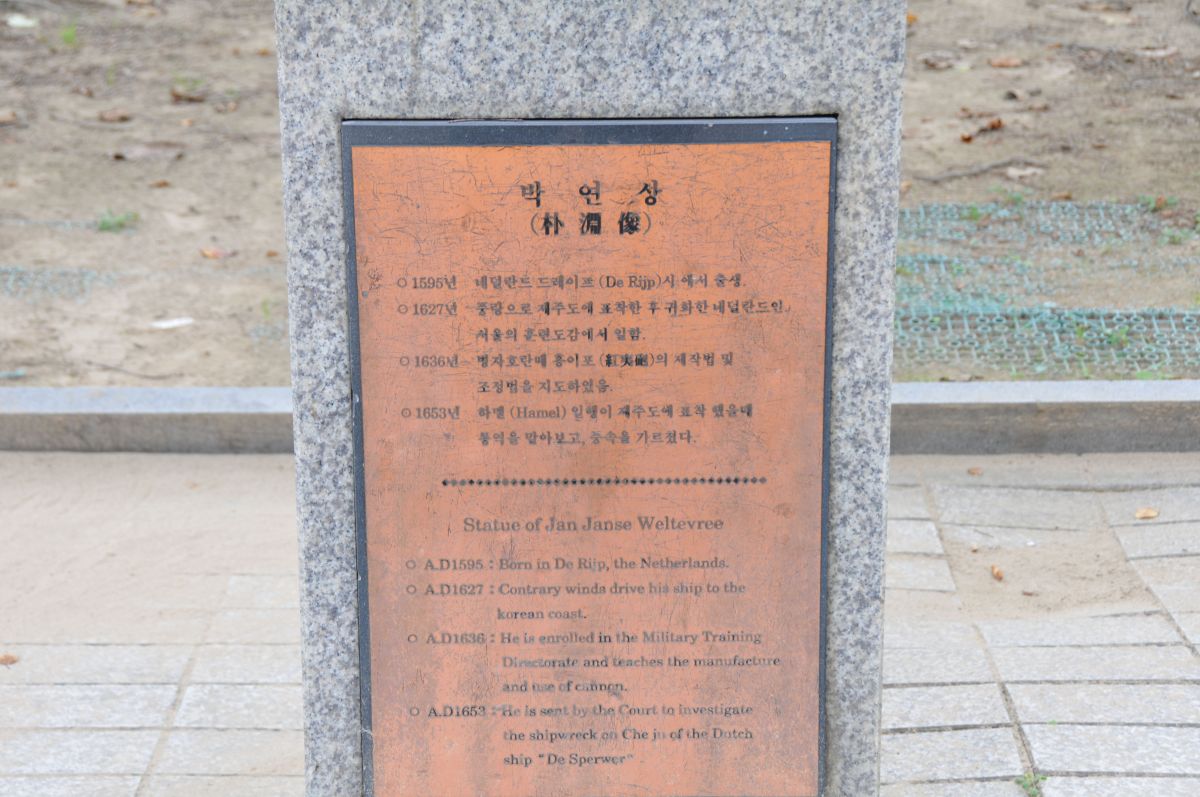 박 연 상
(朴 淵 像)
○ 1595년 네덜란드 드레이프 (De Rijp)시 에서 출생.
○ 1627년 풍랑으로 제주도에 표착한 후 귀화한 네덜란드인.
서울의 훈련도감에서 일함.
○ 1636년 병자호란때 홍이포 (紅夷砲)의 제작법 및
조정법을 지도하였음.
○ 1653년 하멜 (Hamel) 일행이 제주도에 표착 했을때
통역을 맡아보고, 풍속을 가르쳤다.
Statue of Jan Janse Weltevree
○ A.D1595 : Born in De Rijp, the Netherlands.
○ A.D1627 : Contrary winds drive his ship to the
korean coast.
○ A.D1636 : He is enrolled in the Military Training
Directorate and teaches the manufacture
and use of cannon.
○ A.D1653 : He is sent by the Court to investigate
the shipwreck on Che ju of the Dutch
ship "De Sperwer" .